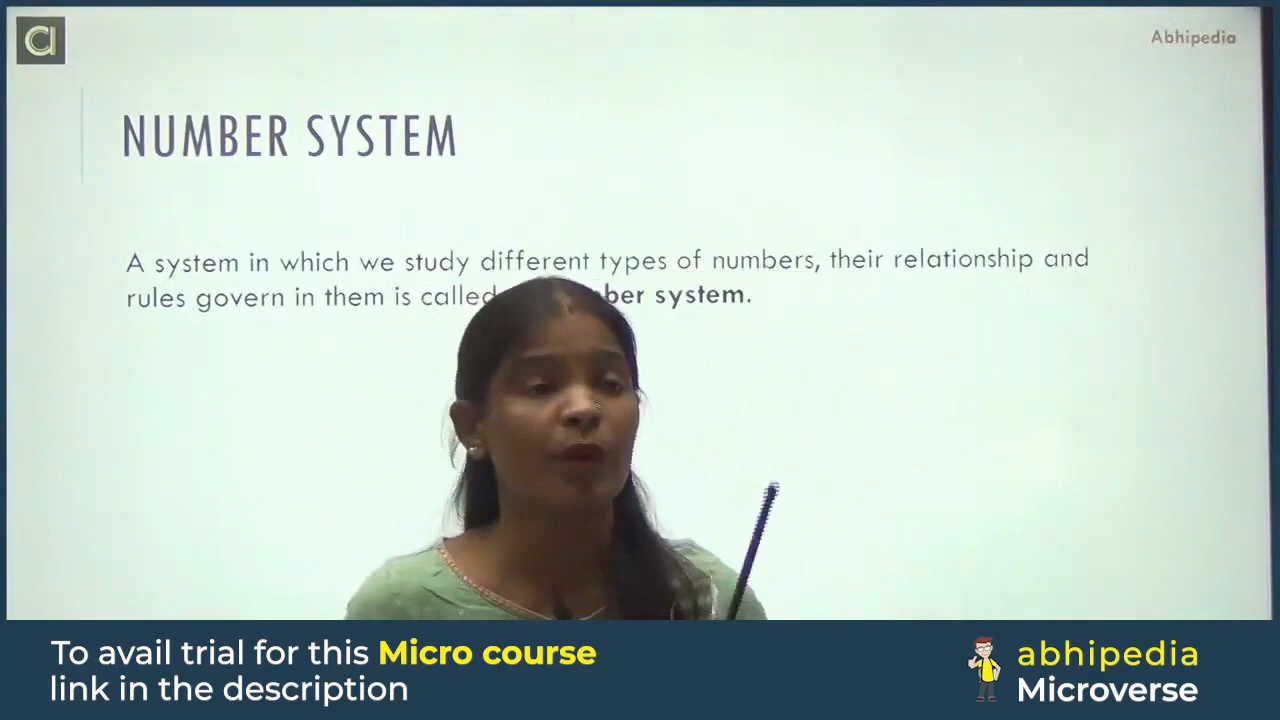 Abhipedia
NUMBER SYSTEM
A system in which we study different types of numbers, their relationship and
rules govern in them is called ber system.
To avail trial for this Micro course
link in the description
abhipedia
Microverse